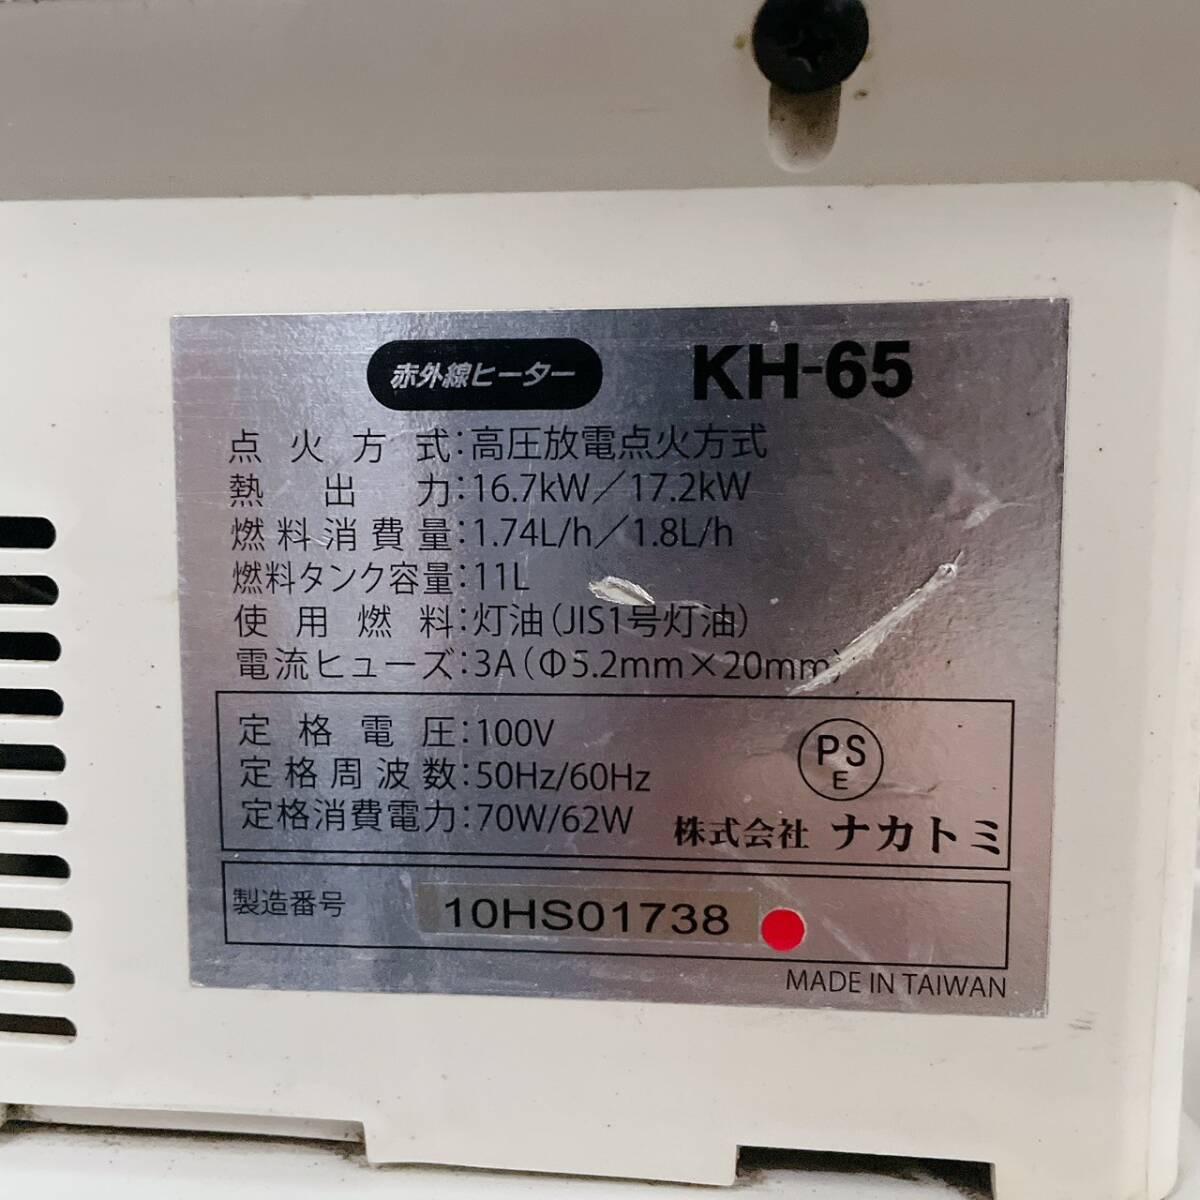 赤外線ヒーター KH-65
点火方式:高圧放電点火方式
熱出力:16.7kW/17.2kW
燃料消費量:1.74L/h/1.8L/h
燃料タンク容量:11L
使用燃料:灯油(JIS1号灯油)
電流ヒューズ:3A(Φ5.2mm×20mm)
定格電圧:100V
定格周波数:50Hz/60Hz
定格消費電力:70W/62W
PS
E
株式会社 ナカトミ
製造番号 10HS01738
MADE IN TAIWAN